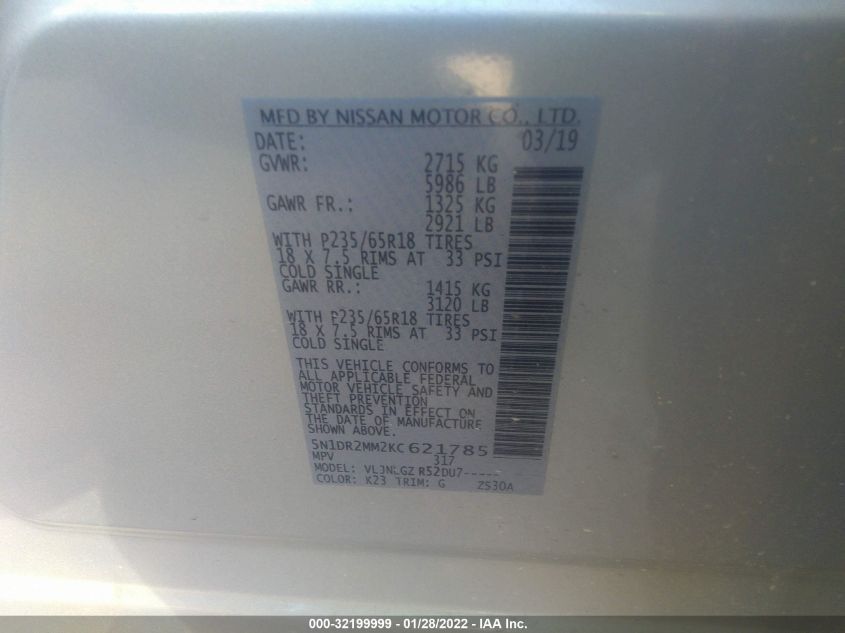 MFD BY NISSAN MOTOR CO., LTD.
DATE: 03/19
GVWR: 2715 KG
5986 LB
GAWR FR.: 1325 KG
2921 LB
WITH P235/65R18 TIRES
18 X 7.5 RIMS AT 33 PSI
COLD SINGLE
GAWR RR.: 1415 KG
3120 LB
WITH P235/65R18 TIRES
18 X 7.5 RIMS AT 33 PSI
COLD SINGLE
THIS VEHICLE CONFORMS TO
ALL APPLICABLE FEDERAL
MOTOR VEHICLE SAFETY AND
THEFT PREVENTION
STANDARDS IN EFFECT ON
THE DATE OF MANUFACTURE
SHOWN ABOVE.
5N1DR2MM2KC621785
MPV 317
MODEL: R52DU7-----
COLOR: K23 TRIM: G ZS30A
000-32199999 - 01/28/2022 - IAA Inc.